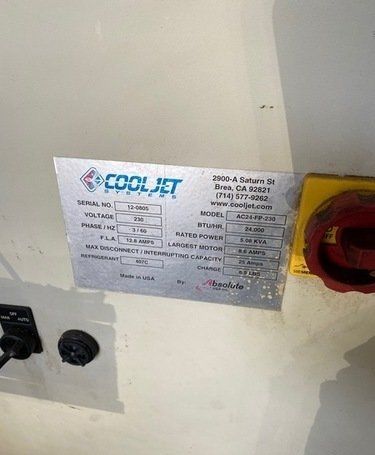 COOLJET
SYSTEMS
2900-A Saturn St
Brea, CA 92821
(714) 577-9262
www.cooljet.com
SERIAL NO. 12-0805
MODEL AC24-FP-230
VOLTAGE 230
BTU/HR. 24,000
PHASE / HZ 3 / 60
RATED POWER 5.08 KVA
F.L.A. 12.8 AMPS
LARGEST MOTOR 8.6 AMPS
MAX DISCONNECT / INTERRUPTING CAPACITY 25 Amps
REFRIGERANT 407C
CHARGE
LBS
Made in USA
By: Absolute
OFF
MAN AUTO